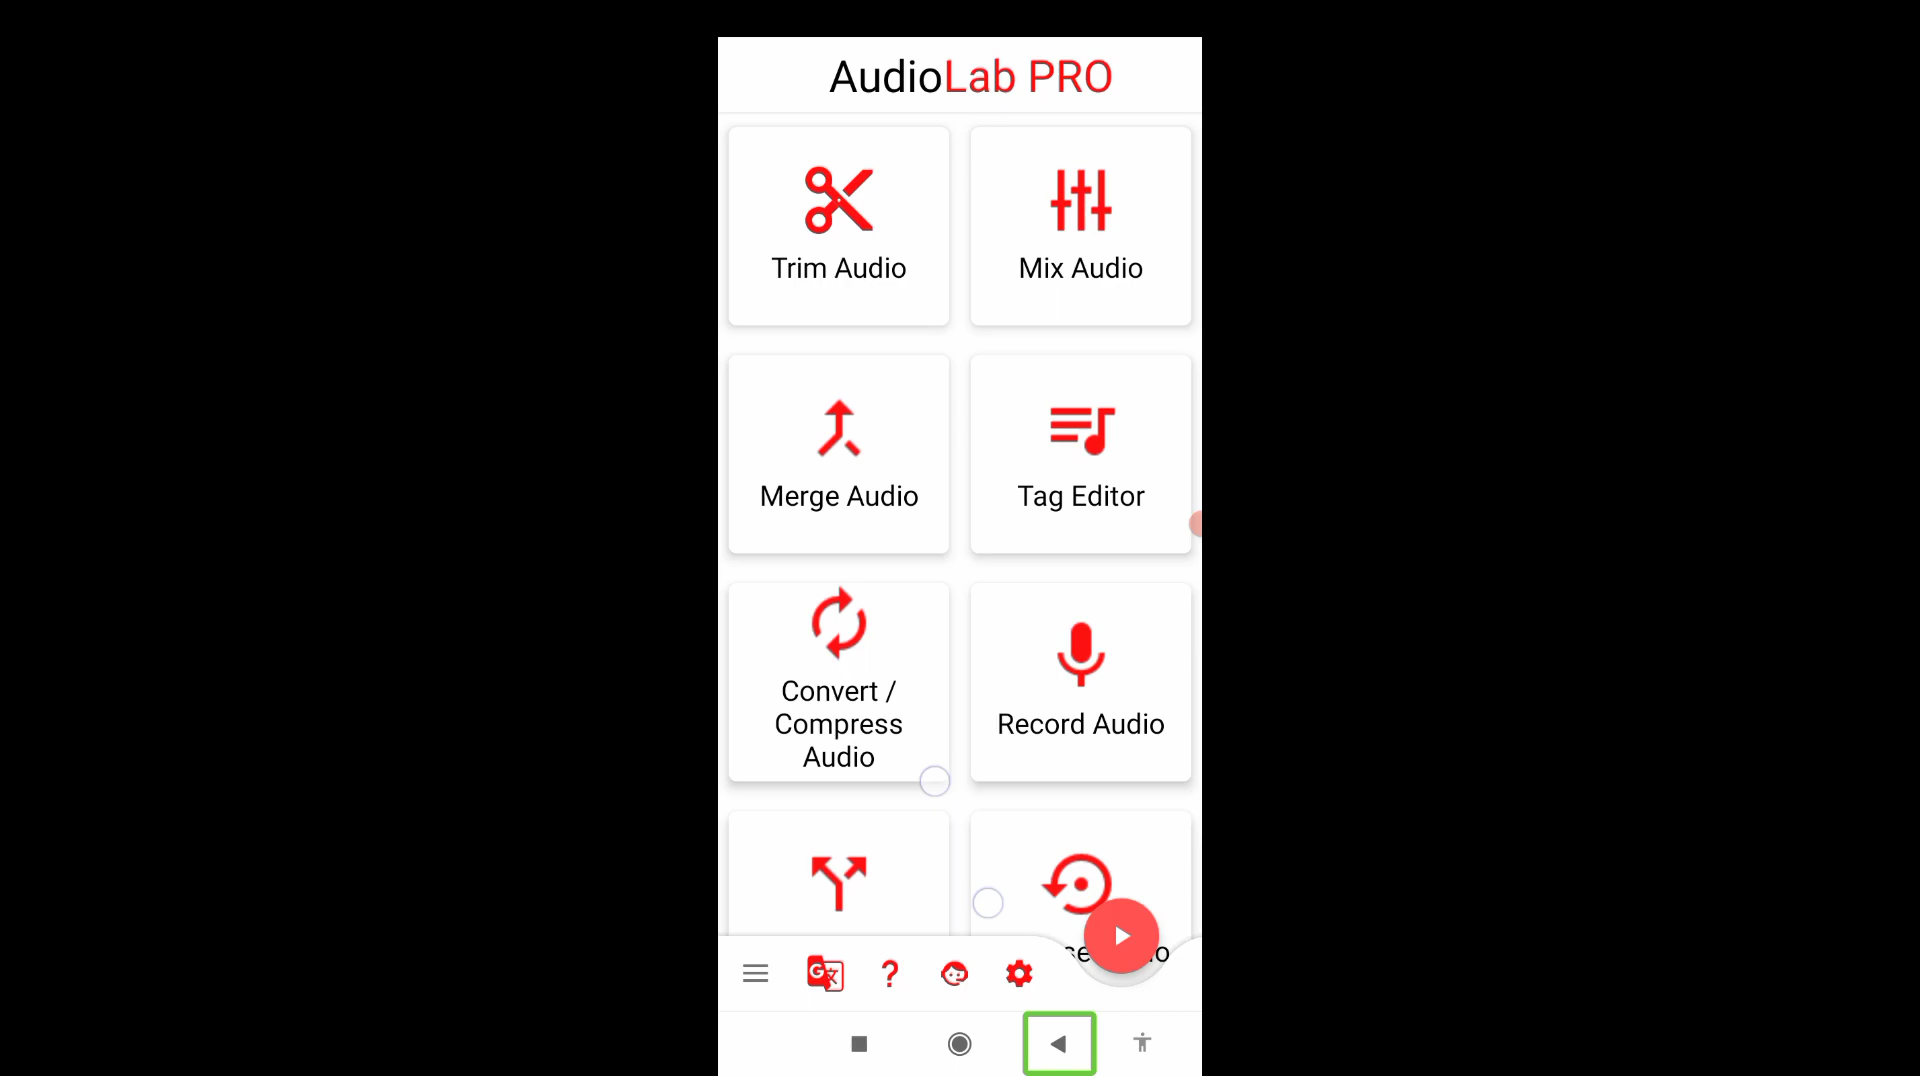 AudioLab PRO
Trim Audio
Mix Audio
Merge Audio
Tag Editor
Convert /
Compress
Audio
Record Audio
G
?